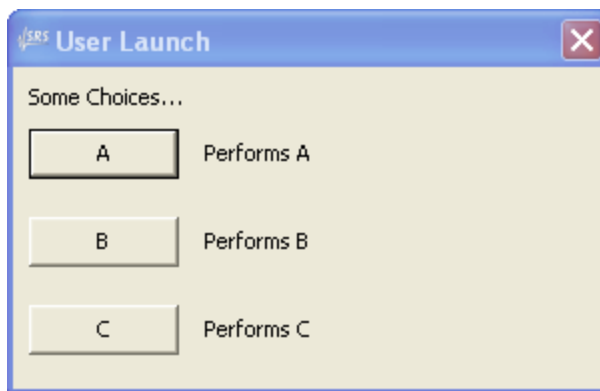 √SRS User Launch
Some Choices...
A Performs A
B Performs B
C Performs C